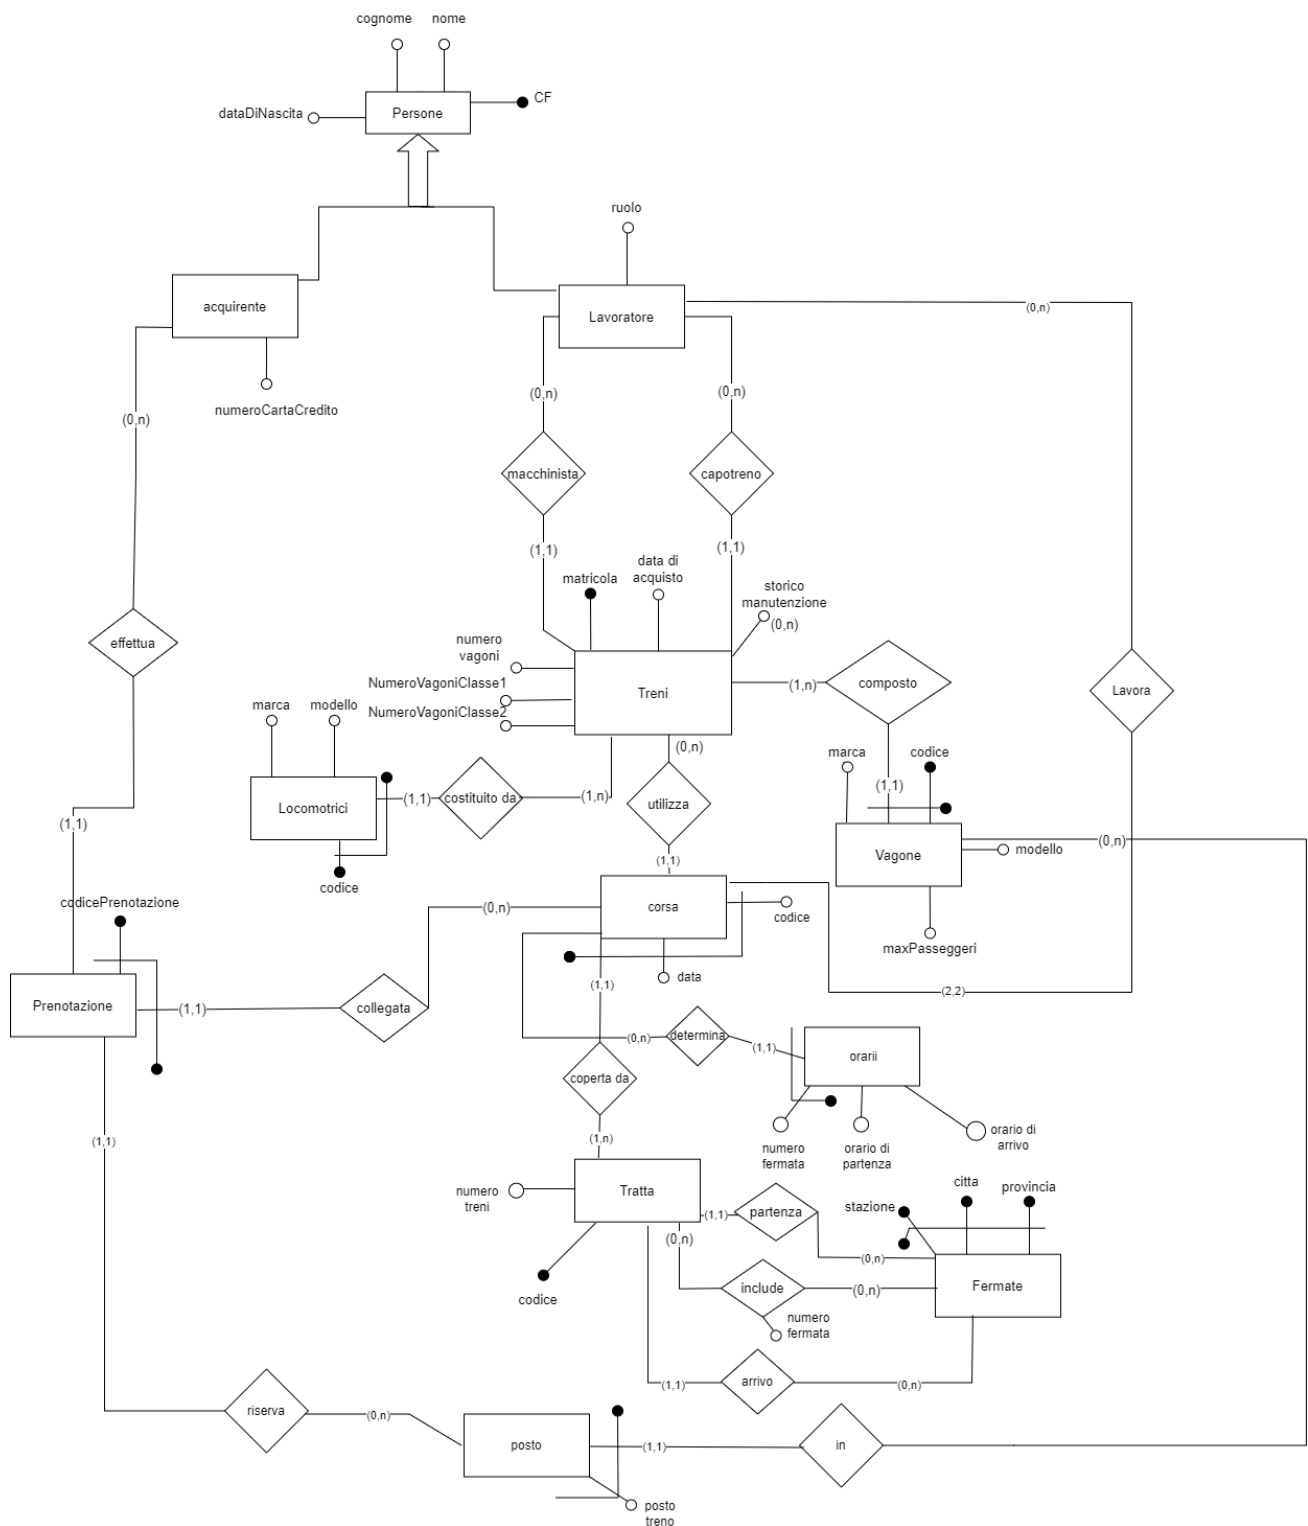 cognome
nome
dataDiNascita
Persone
CF
ruolo
acquirente
Lavoratore
(0,n)
numeroCartaCredito
(0,n)
(0,n)
(0,n)
macchinista
capotreno
(1,1)
(1,1)
data di
acquisto
matricola
storico
manutenzione
(0,n)
effettua
numero
vagoni
NumeroVagoniClasse1
NumeroVagoniClasse2
Treni
(1,n)
composto
Lavora
marca
modello
(0,n)
marca
codice
Locomotrici
(1,1)
costituito da
(1,n)
utilizza
(1,1)
(1,1)
codice
(1,1)
Vagone
modello
(0,n)
maxPasseggeri
codicePrenotazione
(0,n)
corsa
codice
data
(1,1)
(2,2)
Prenotazione
(1,1)
collegata
(0,n)
determina
(1,1)
orarii
coperta da
numero
fermata
orario di
partenza
orario di
arrivo
(1,1)
(1,n)
numero
treni
Tratta
(1,1)
partenza
stazione
citta
provincia
(0,n)
(0,n)
codice
include
(0,n)
Fermate
numero
fermata
(1,1)
arrivo
(0,n)
riserva
(0,n)
posto
(1,1)
in
posto
treno